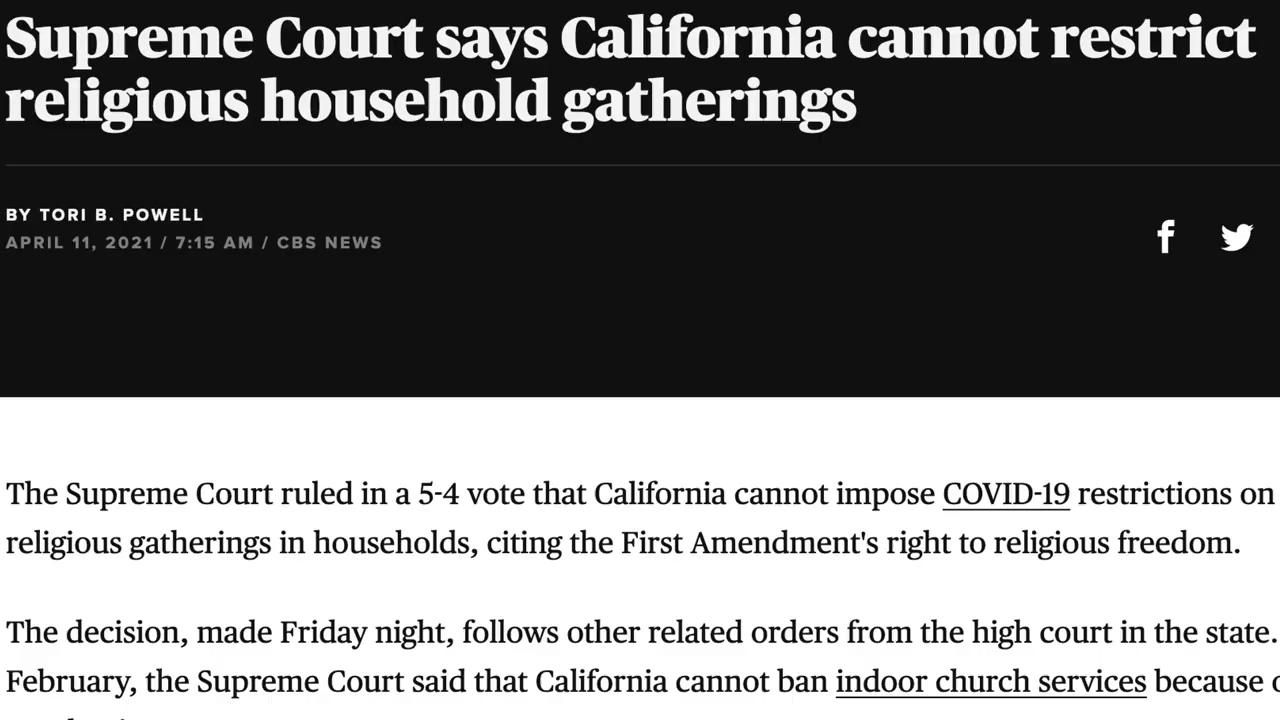 Supreme Court says California cannot restrict
religious household gatherings
BY TORI B. POWELL
APRIL 11, 2021 / 7:15 AM / CBS NEWS
The Supreme Court ruled in a 5-4 vote that California cannot impose COVID-19 restrictions on
religious gatherings in households, citing the First Amendment's right to religious freedom.
The decision, made Friday night, follows other related orders from the high court in the state.
February, the Supreme Court said that California cannot ban indoor church services because